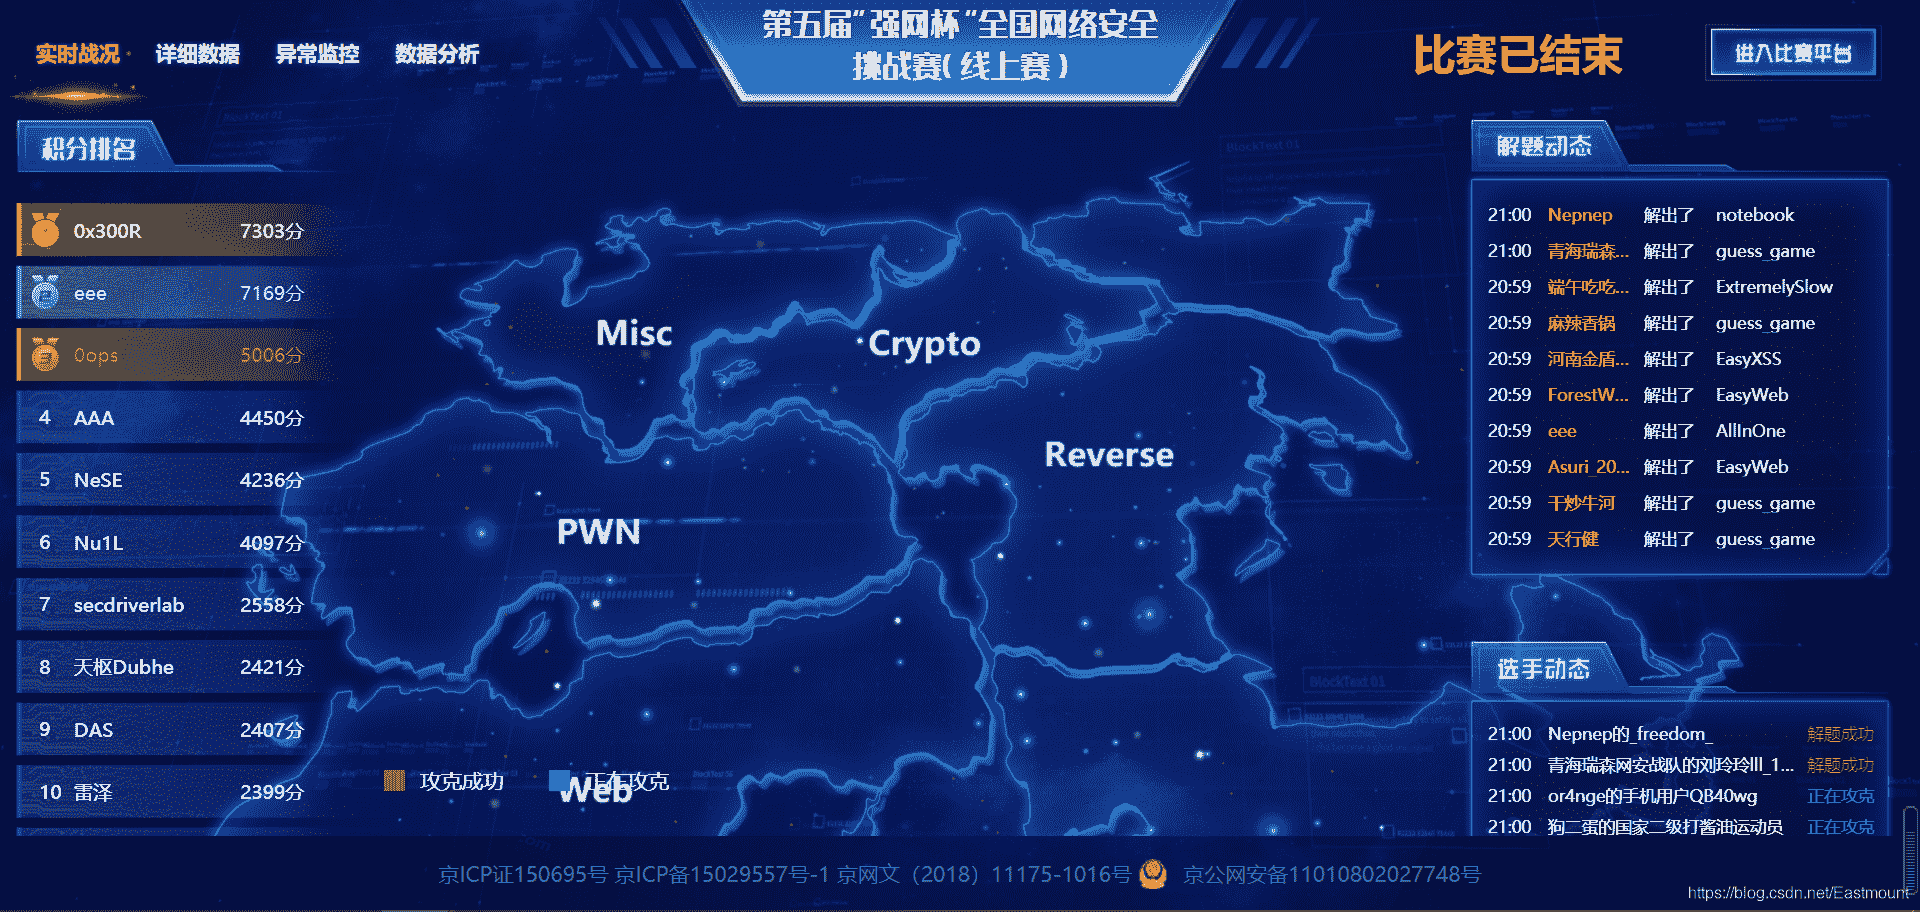 实时战况 详细数据 异常监控 数据分析
第五届"强网杯"全国网络安全
挑战赛(线上赛)
比赛已结束
进入比赛平台
积分排名
0x300R 7303分
eee 7169分
0ops 5006分
4 AAA 4450分
5 NeSE 4236分
6 Nu1L 4097分
7 secdriverlab 2558分
8 天枢Dubhe 2421分
9 DAS 2407分
10 雷泽 2399分
Misc
Crypto
Reverse
PWN
Web
攻克成功 正在攻克
解题动态
21:00 Nepnep 解出了 notebook
21:00 青海瑞森... 解出了 guess_game
20:59 端午吃吃... 解出了 ExtremelySlow
20:59 麻辣香锅 解出了 guess_game
20:59 河南金盾... 解出了 EasyXSS
20:59 ForestW... 解出了 EasyWeb
20:59 eee 解出了 AllInOne
20:59 Asuri_20... 解出了 EasyWeb
20:59 干炒牛河 解出了 guess_game
20:59 天行健 解出了 guess_game
选手动态
21:00 Nepnep的_freedom_ 解题成功
21:00 青海瑞森网安战队的刘玲玲lll_1... 解题成功
21:00 or4nge的手机用户QB40wg 正在攻克
21:00 狗二蛋的国家二级打酱油运动员 正在攻克
BlockText 01
BlockText 01
京ICP证150695号 京ICP备15029557号-1 京网文（2018）11175-1016号 京公网安备11010802027748号
https://blog.csdn.net/Eastmount